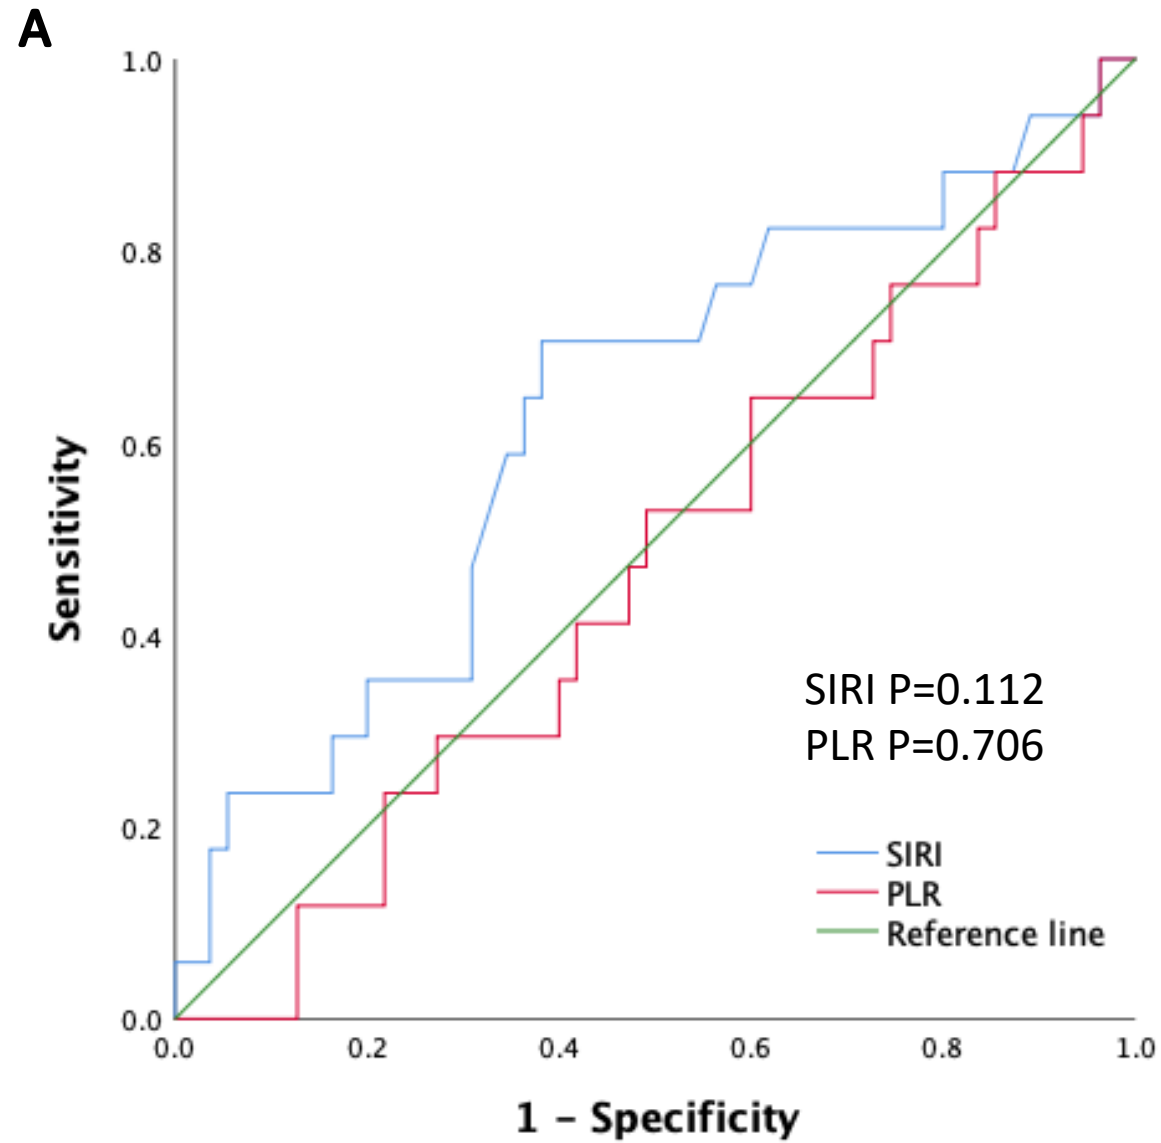 A
1.0
0.8
0.6
0.4
0.2
0.0
Sensitivity
0.0 0.2 0.4 0.6 0.8 1.0
1 – Specificity
SIRI P=0.112
PLR P=0.706
SIRI
PLR
Reference line